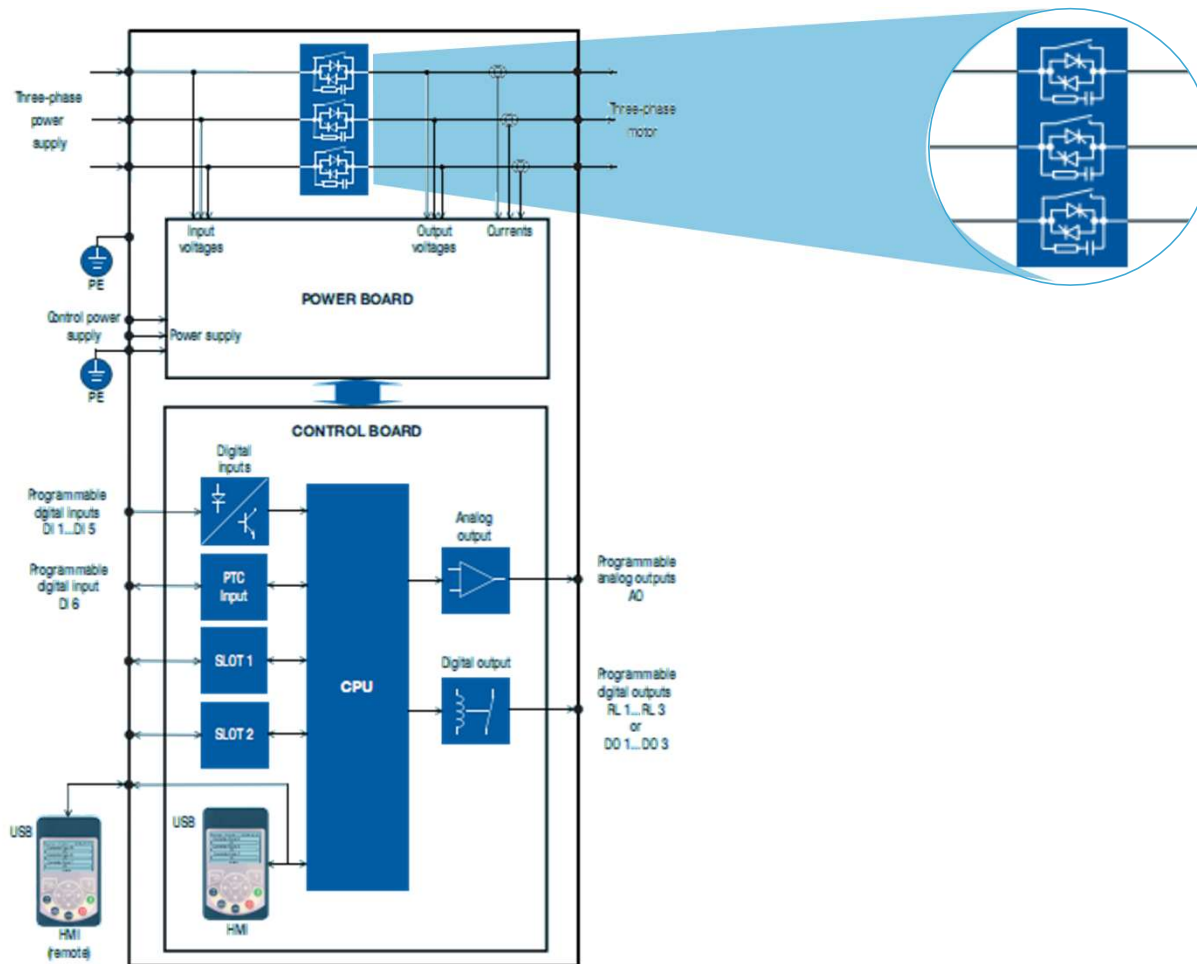 Three-phase
power
supply
Three-phase
motor
Input
voltages
Output
voltages
Currents
PE
POWER BOARD
Control power
supply
Power supply
PE
CONTROL BOARD
Digital
inputs
Programmable
digital inputs
DI 1...DI 5
Analog
output
Programmable
digital input
DI 6
PTC
Input
Programmable
analog outputs
AO
SLOT 1
CPU
Digital output
Programmable
digital outputs
RL 1...RL 3
or
DO 1...DO 3
SLOT 2
USB
USB
HMI
HMI
(remote)